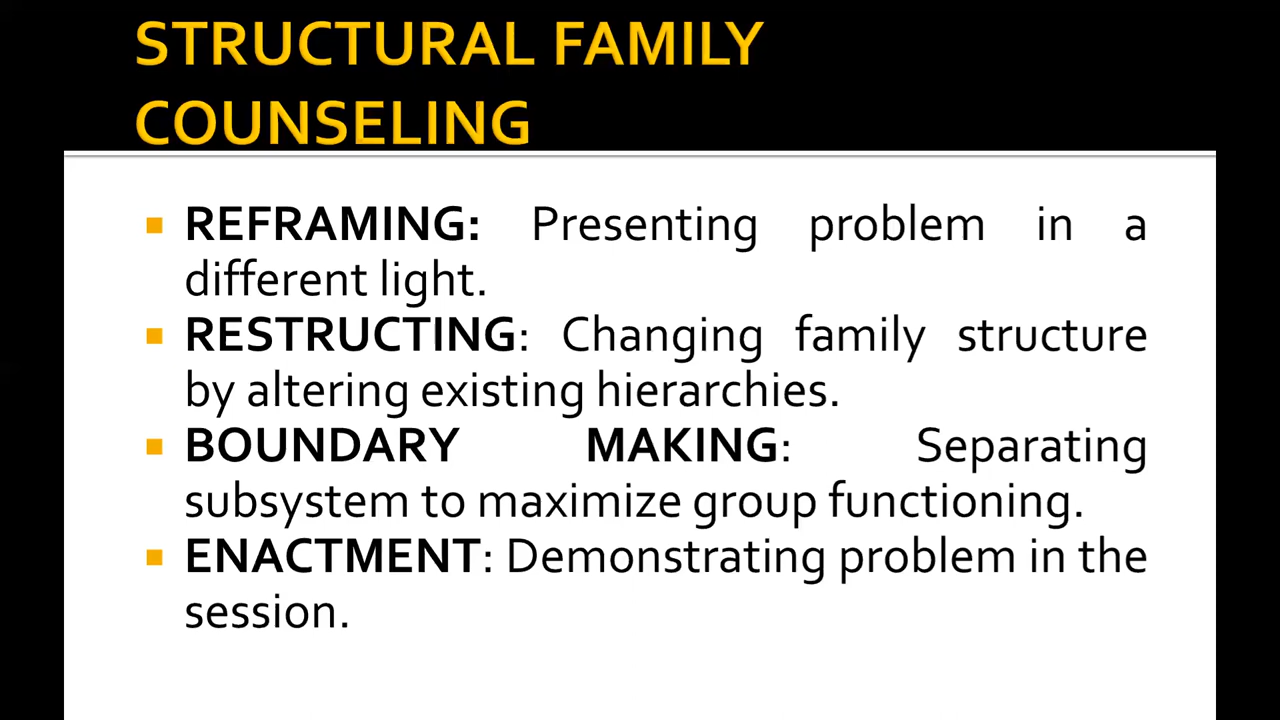 STRUCTURAL FAMILY
COUNSELING
▪ REFRAMING: Presenting problem in a
different light.
▪ RESTRUCTING: Changing family structure
by altering existing hierarchies.
▪ BOUNDARY MAKING: Separating
subsystem to maximize group functioning.
▪ ENACTMENT: Demonstrating problem in the
session.